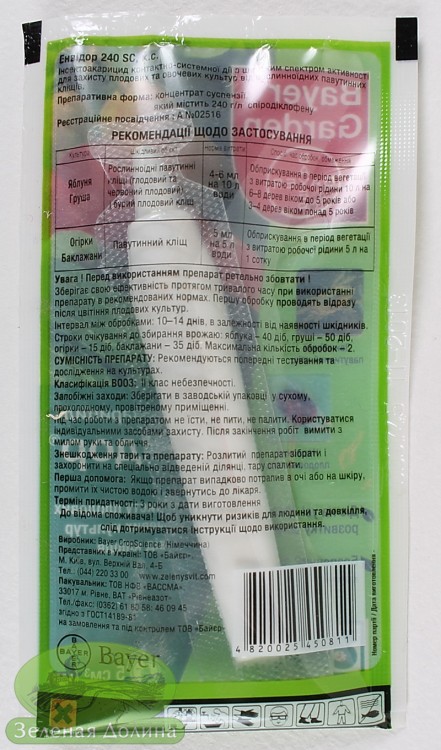 Енвідор 240 SC, к.с.
Інсектоакарицид контактно-системної дії з широким спектром активності
для захисту плодових та овочевих культур від рослиноїдних павутинних
кліщів.
Препаративна форма: концентрат суспензії,
який містить 240 г/л спіродіклофену
Реєстраційне посвідчення: А №02516
Bayer
Garden
РЕКОМЕНДАЦІЇ ЩОДО ЗАСТОСУВАННЯ
Культура
Норма витрати
Яблуня
Груша
Рослиноїдні павутинні
кліщі (глодовий та
червоний плодовий)
бурий плодовий кліщ
4-6 мл
на 10 л
води
Обприскування в період вегетації
з витратою робочої рідини 10 л на
6-8 дерев віком до 5 років або
3-4 дерев віком понад 5 років
Огірки
Баклажани
Павутинний кліщ
5 мл
на 5 л
води
Обприскування в період вегетації
з витратою робочої рідини 5 л на
1 сотку
Увага ! Перед використанням препарат ретельно збовтати !
Зберігає свою ефективність протягом тривалого часу при використанні
препарату в рекомендованих нормах. Першу обробку проводять відразу
після цвітіння плодових культур.
Інтервал між обробками: 10–14 днів, в залежності від наявності шкідників.
Строки очікування до збирання врожаю: яблука – 40 діб, груші – 50 діб,
огірки – 15 діб, баклажани – 35 діб. Максимальна кількість обробок – 2.
СУМІСНІСТЬ ПРЕПАРАТУ: Рекомендуються попередні тестування та
дослідження на культурах.
Класифікація ВООЗ: ІІ клас небезпечності.
Запобіжні заходи: Зберігати в заводській упаковці у сухому,
прохолодному, провітреному приміщенні.
Під час роботи з препаратом не їсти, не пити, не палити. Користуватися
індивідуальними засобами захисту. Після закінчення робіт вимити з
милом руки та обличчя.
Знешкодження тари та препарату: Розлитий препарат зібрати і
захоронити на спеціально відведеній ділянці, тару спалити.
Перша допомога: Якщо препарат випадково потрапив в очі або на шкіру,
промити їх чистою водою і звернутись до лікаря.
Термін придатності: 3 роки з дати виготовлення
До відома споживача! Щоб уникнути ризиків для людини та довкілля,
слід дотримуватися інструкції щодо використання.
Виробник: Bayer CropScience (Німеччина)
Представник в Україні: ТОВ "Байєр",
М. Київ, вул. Верхній Вал, 4-Б
Тел.: (044) 220 33 00
www.zelenysvit.com
Пакувальник: ТОВ НФФ «ВАССМА»
33017 м. Рівне, ВАТ «Рівнеазот»
Тел./факс: (0362) 61 80 58; 46 09 45
згідно з ГОСТ14189-81
на замовлення та під контролем ТОВ «Байєр»
4820025450811
Номер партії / Дата виготовлення
BAYER
Bayer
Зеленая Долина